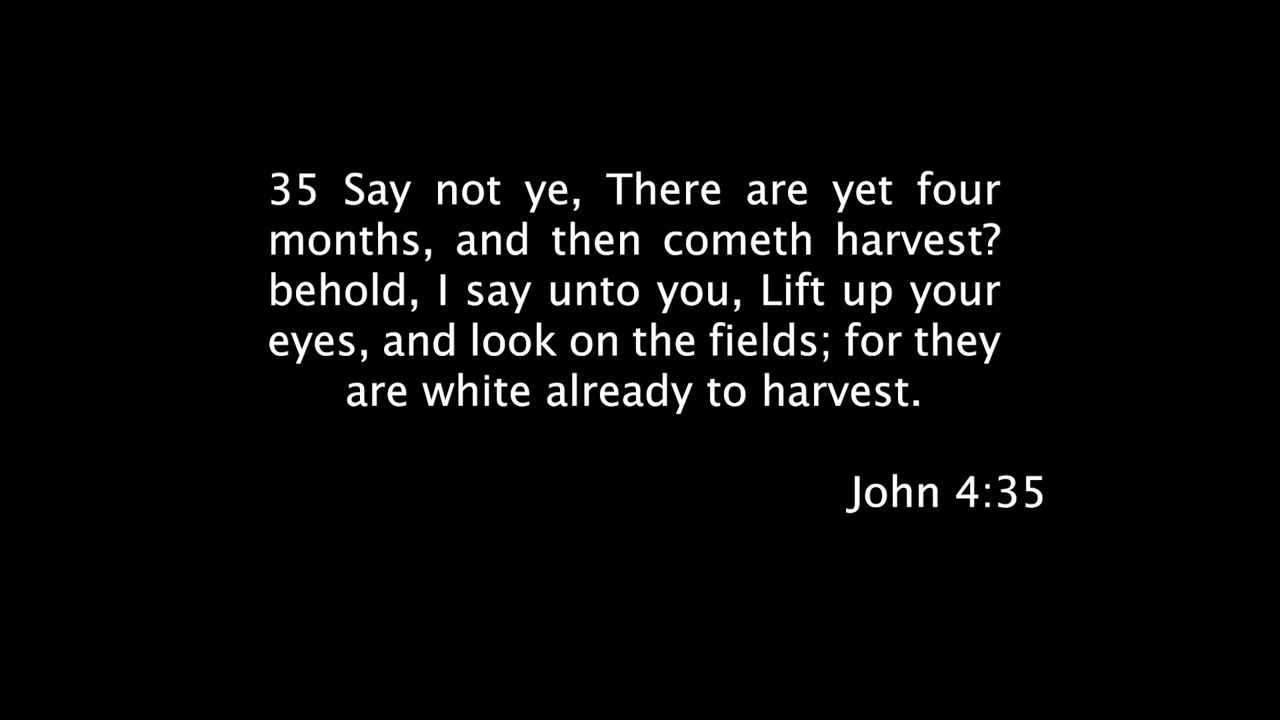 35 Say not ye, There are yet four
months, and then cometh harvest?
behold, I say unto you, Lift up your
eyes, and look on the fields; for they
are white already to harvest.
John 4:35